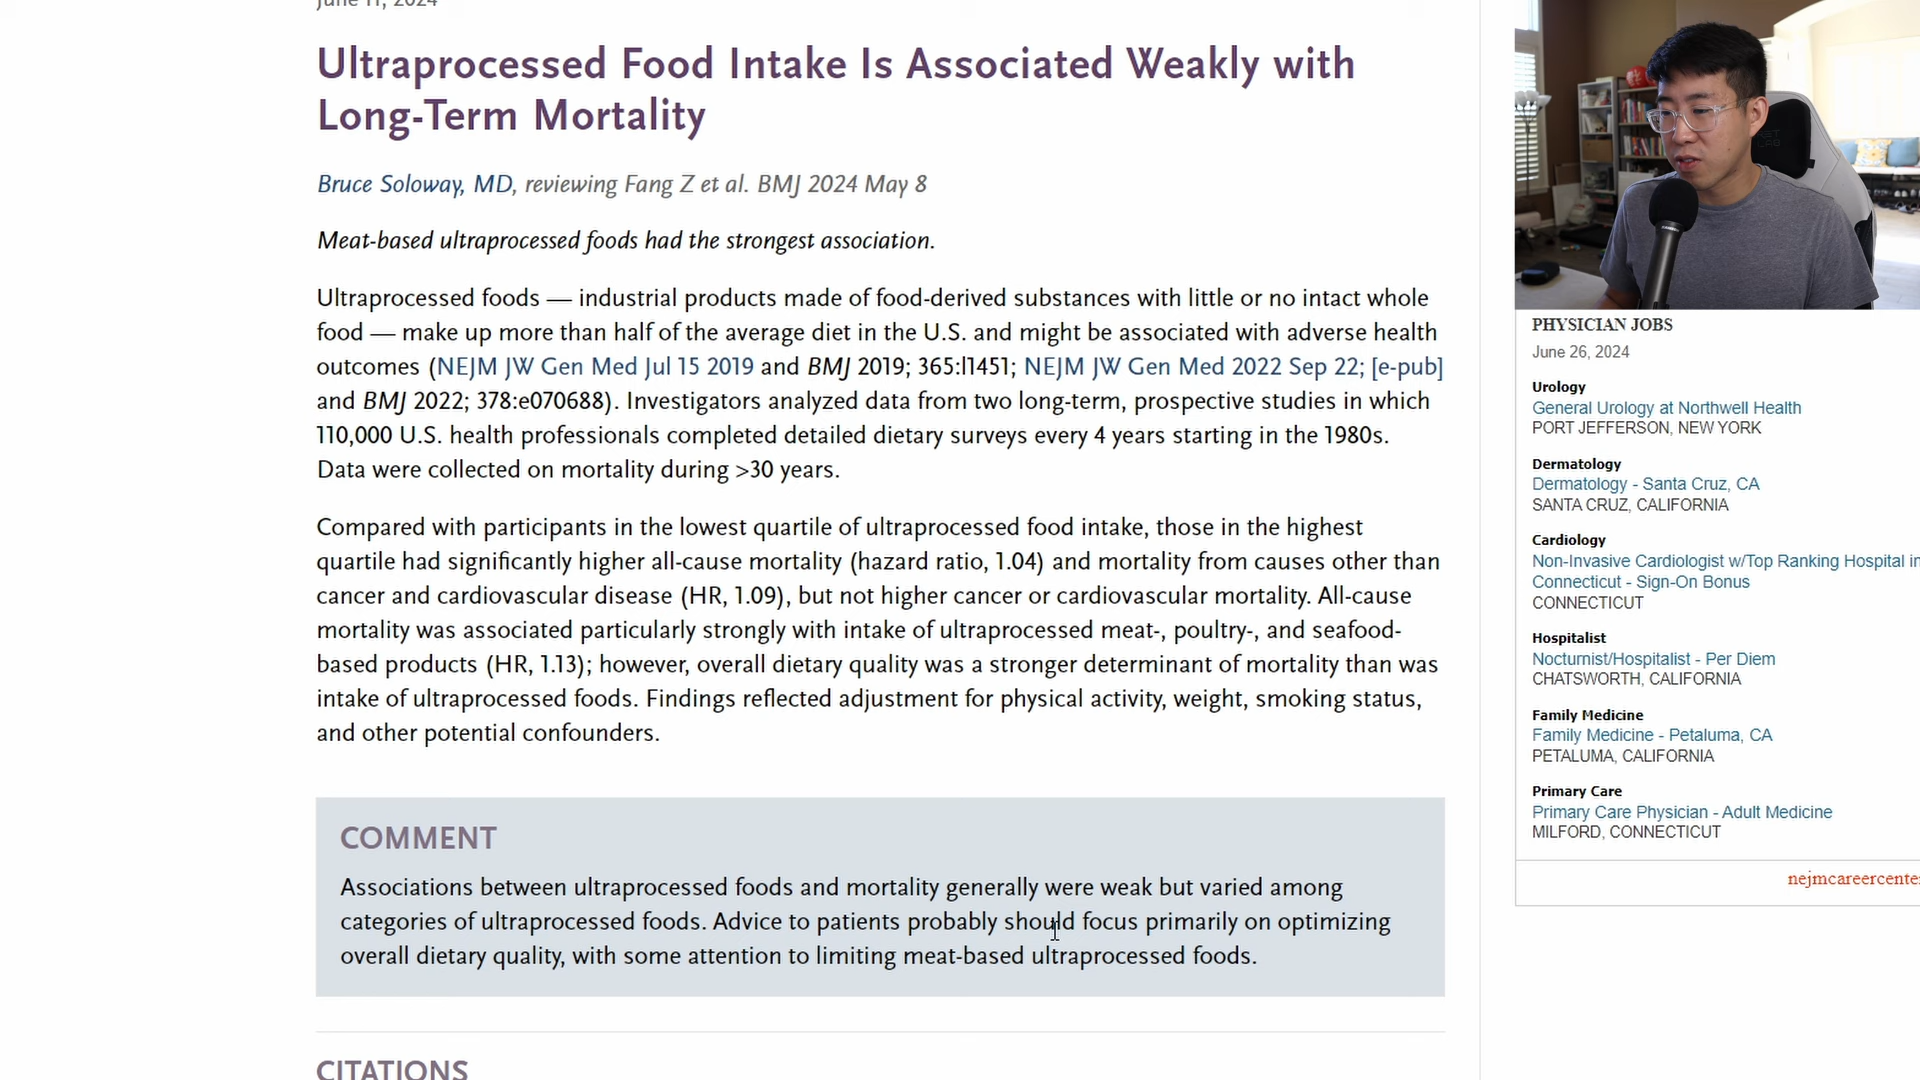 June 11, 2024
Ultraprocessed Food Intake Is Associated Weakly with
Long-Term Mortality
Bruce Soloway, MD, reviewing Fang Z et al. BMJ 2024 May 8
Meat-based ultraprocessed foods had the strongest association.
Ultraprocessed foods — industrial products made of food-derived substances with little or no intact whole
food — make up more than half of the average diet in the U.S. and might be associated with adverse health
outcomes (NEJM JW Gen Med Jul 15 2019 and BMJ 2019; 365:l1451; NEJM JW Gen Med 2022 Sep 22; [e-pub]
and BMJ 2022; 378:e070688). Investigators analyzed data from two long-term, prospective studies in which
110,000 U.S. health professionals completed detailed dietary surveys every 4 years starting in the 1980s.
Data were collected on mortality during >30 years.
Compared with participants in the lowest quartile of ultraprocessed food intake, those in the highest
quartile had significantly higher all-cause mortality (hazard ratio, 1.04) and mortality from causes other than
cancer and cardiovascular disease (HR, 1.09), but not higher cancer or cardiovascular mortality. All-cause
mortality was associated particularly strongly with intake of ultraprocessed meat-, poultry-, and seafood-
based products (HR, 1.13); however, overall dietary quality was a stronger determinant of mortality than was
intake of ultraprocessed foods. Findings reflected adjustment for physical activity, weight, smoking status,
and other potential confounders.
COMMENT
Associations between ultraprocessed foods and mortality generally were weak but varied among
categories of ultraprocessed foods. Advice to patients probably should focus primarily on optimizing
overall dietary quality, with some attention to limiting meat-based ultraprocessed foods.
CITATIONS
PHYSICIAN JOBS
June 26, 2024
Urology
General Urology at Northwell Health
PORT JEFFERSON, NEW YORK
Dermatology
Dermatology - Santa Cruz, CA
SANTA CRUZ, CALIFORNIA
Cardiology
Non-Invasive Cardiologist w/Top Ranking Hospital in
Connecticut - Sign-On Bonus
CONNECTICUT
Hospitalist
Nocturnist/Hospitalist - Per Diem
CHATSWORTH, CALIFORNIA
Family Medicine
Family Medicine - Petaluma, CA
PETALUMA, CALIFORNIA
Primary Care
Primary Care Physician - Adult Medicine
MILFORD, CONNECTICUT
nejmcareercente